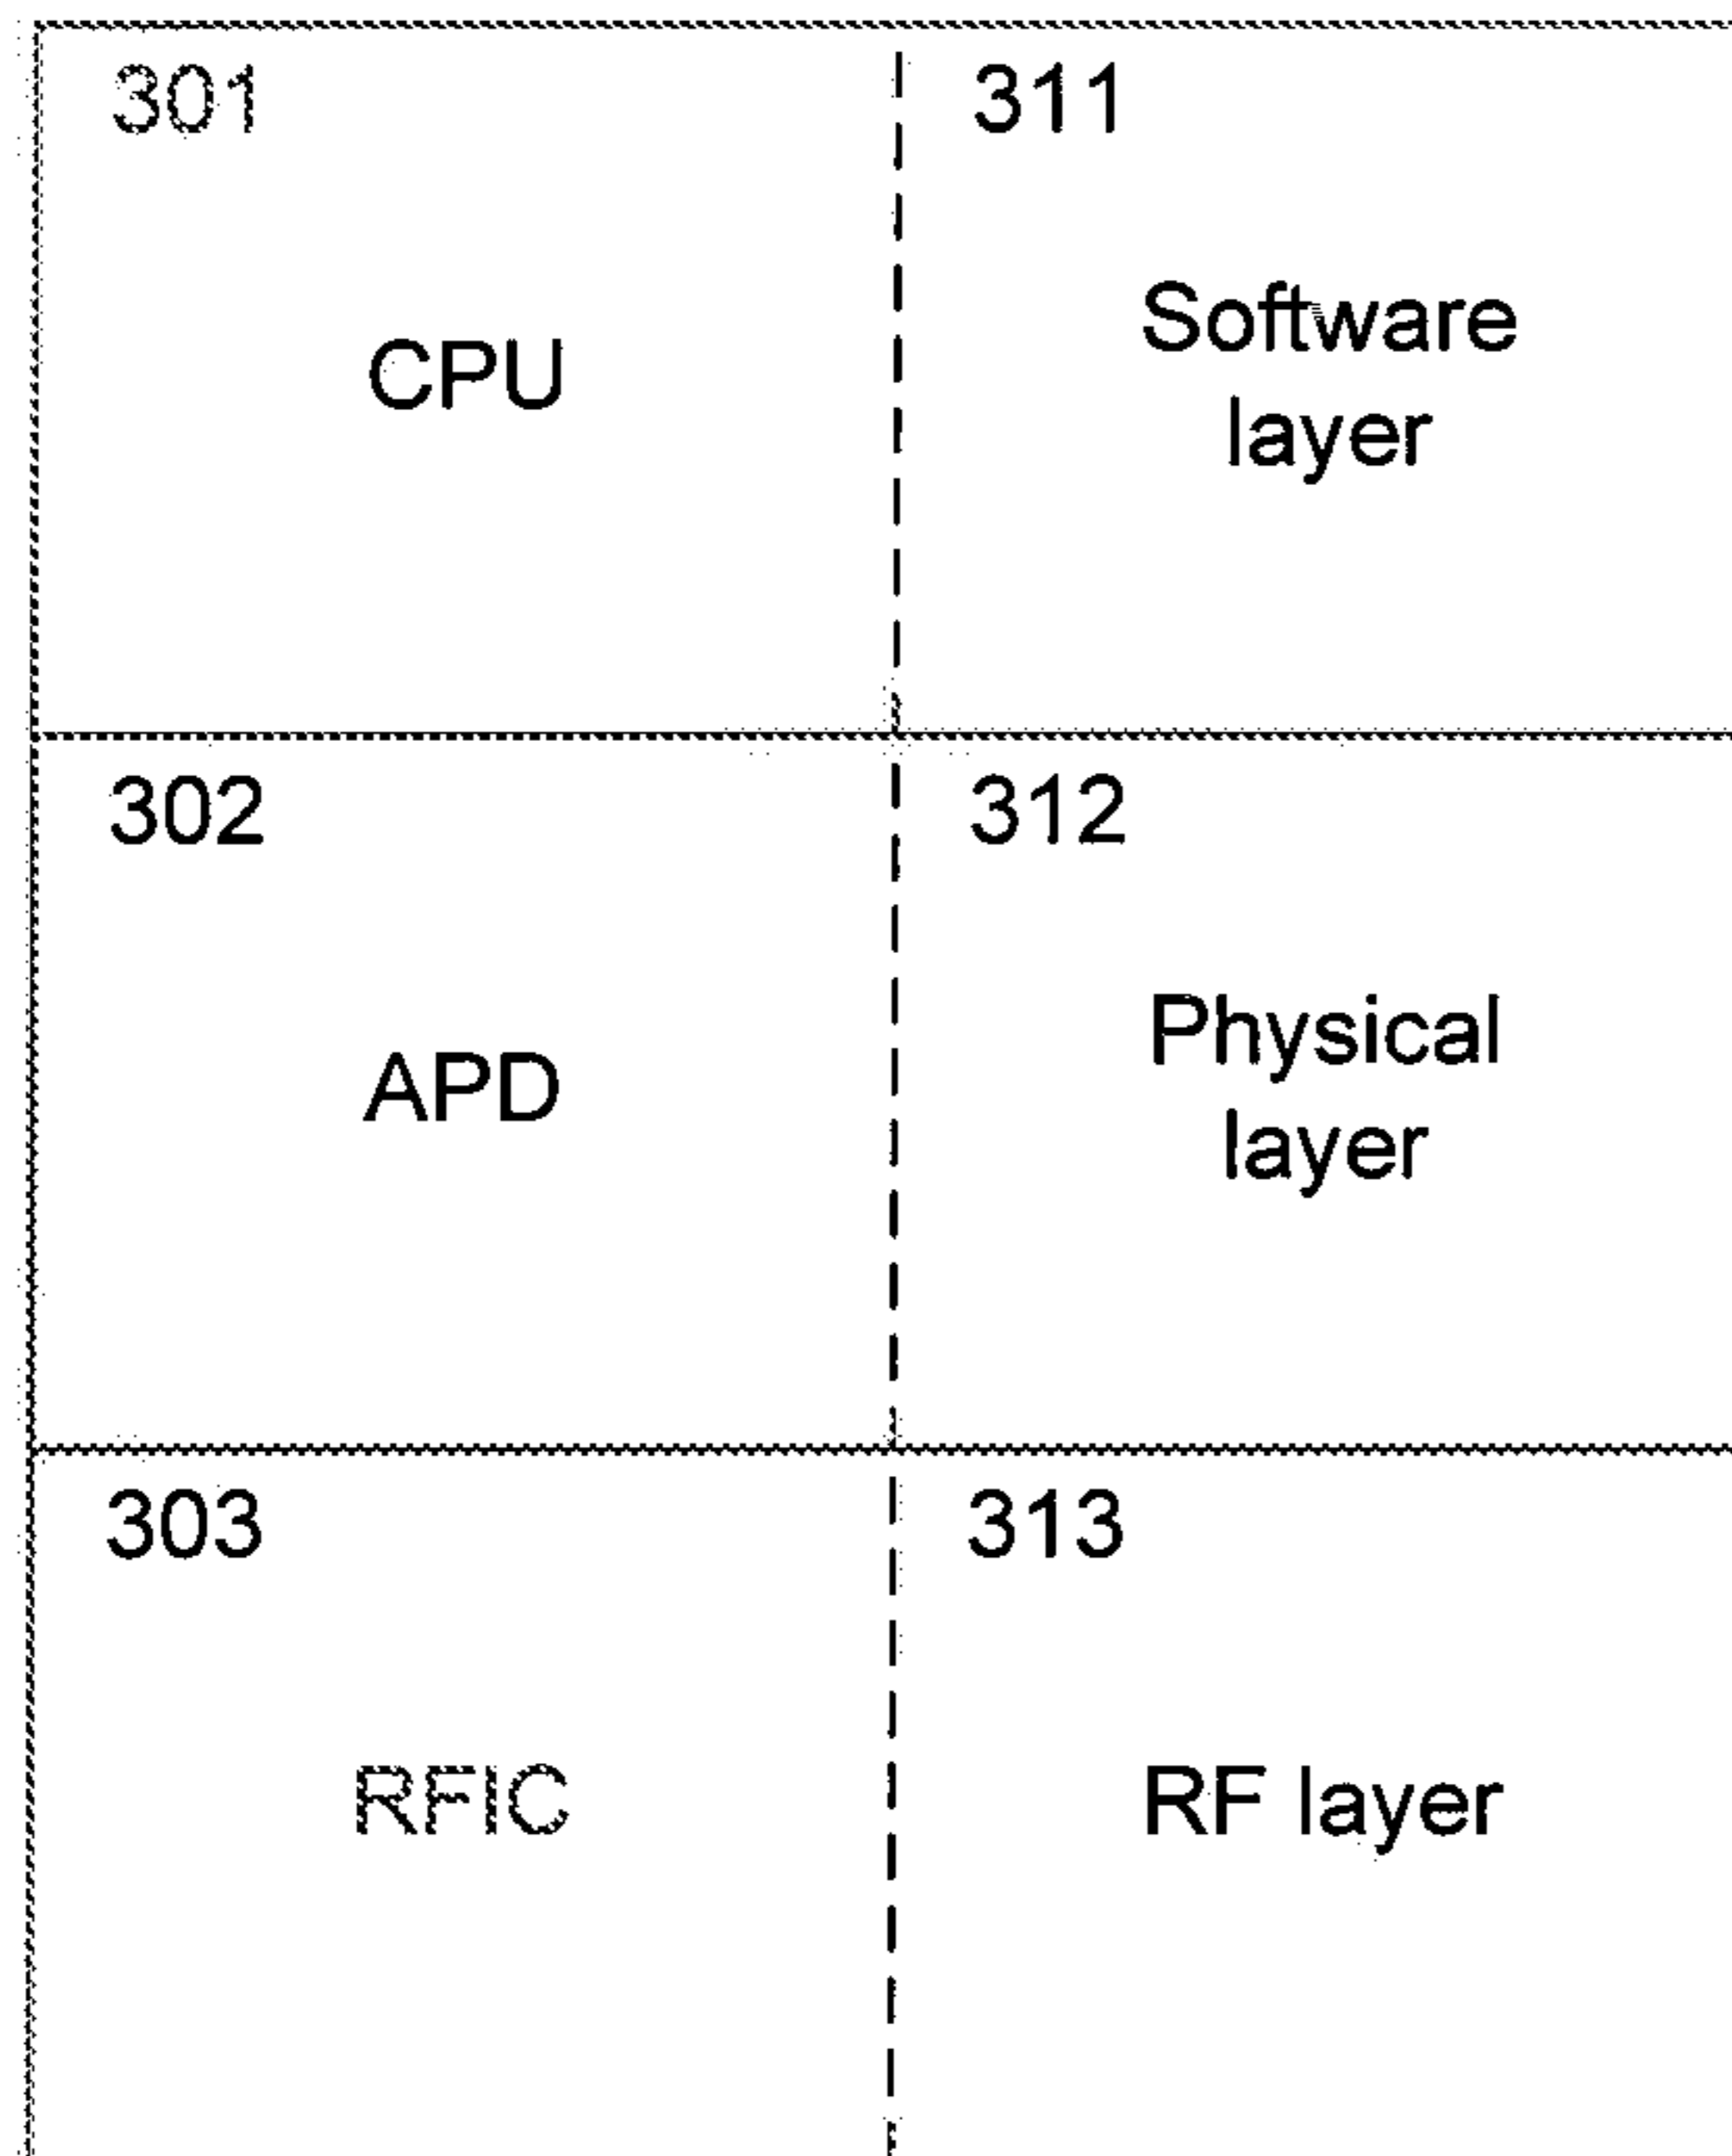 301
311
CPU
Software
layer
302
312
APD
Physical
layer
303
313
RFIC
RF layer